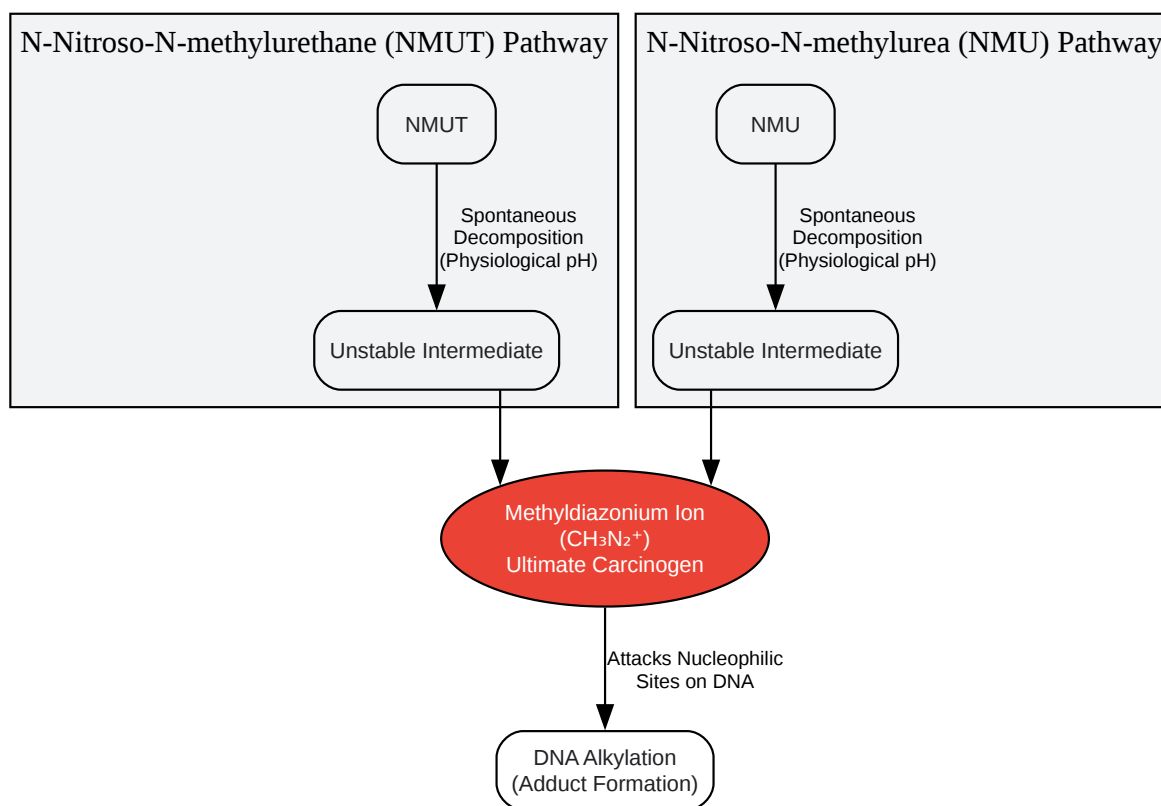 N-Nitroso-N-methylurethane (NMUT) Pathway
N-Nitroso-N-methylurea (NMU) Pathway
NMUT
NMU
Spontaneous
Decomposition
(Physiological pH)
Spontaneous
Decomposition
(Physiological pH)
Unstable Intermediate
Unstable Intermediate
Methyldiazonium Ion
(CH₃N₂⁺)
Ultimate Carcinogen
Attacks Nucleophilic
Sites on DNA
DNA Alkylation
(Adduct Formation)